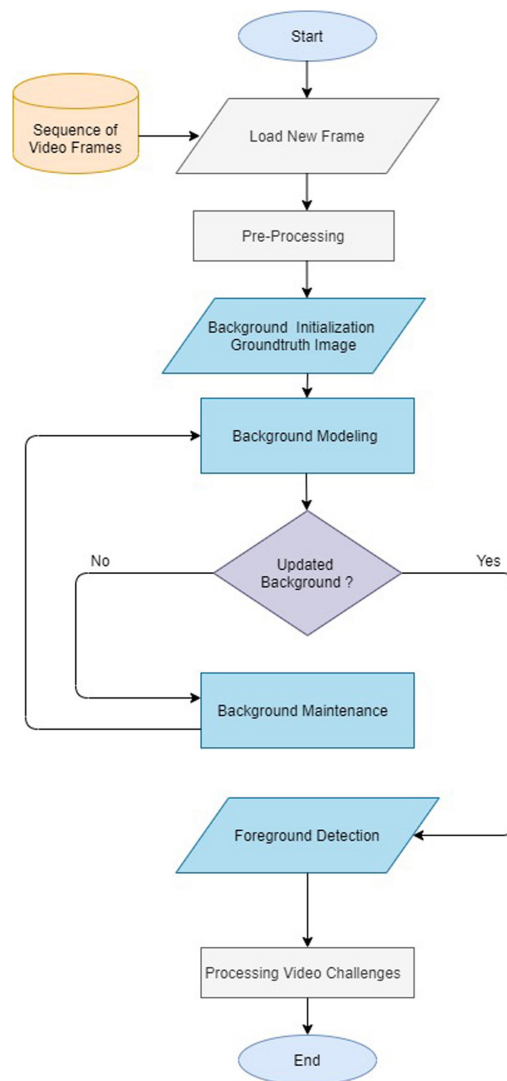 Start
Sequence of
Video Frames
Load New Frame
Pre-Processing
Background Initialization
Groundtruth Image
Background Modeling
Updated
Background ?
No
Yes
Background Maintenance
Foreground Detection
Processing Video Challenges
End